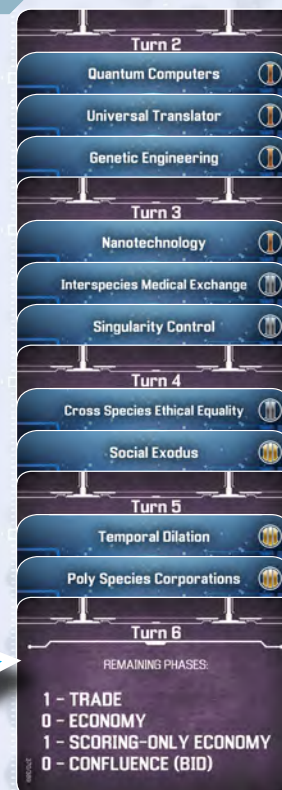 Turn 2
Quantum Computers
Universal Translator
Genetic Engineering
Turn 3
Nanotechnology
Interspecies Medical Exchange
Singularity Control
Turn 4
Cross Species Ethical Equality
Social Exodus
Turn 5
Temporal Dilation
Poly Species Corporations
Turn 6
REMAINING PHASES:
1 – TRADE
0 – ECONOMY
1 – SCORING-ONLY ECONOMY
0 – CONFLUENCE (BID)